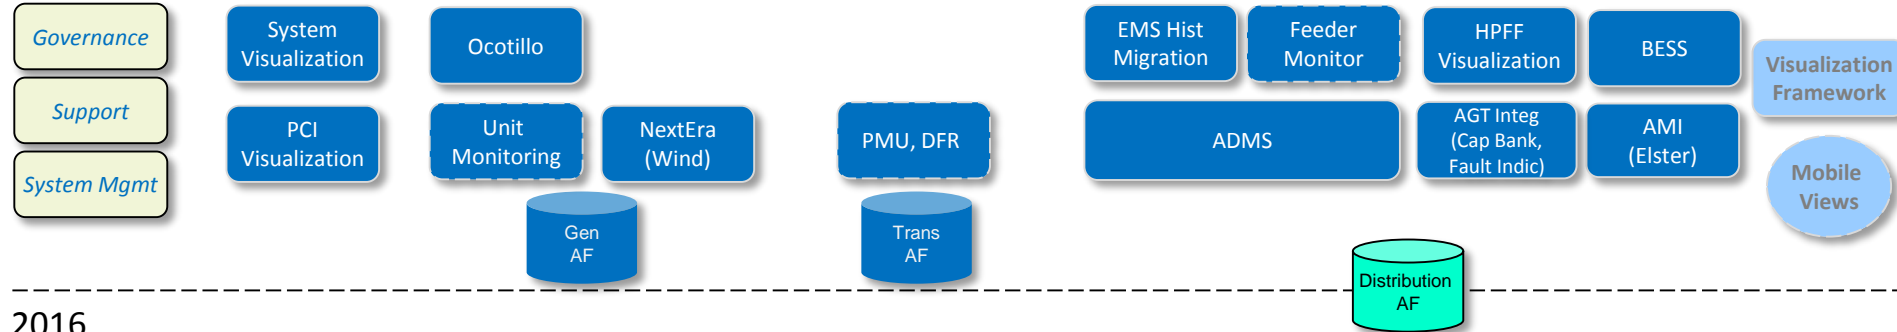 Governance
Support
System Mgmt
System
Visualization
Ocotillo
PCI
Visualization
Unit
Monitoring
NextEra
(Wind)
Gen
AF
PMU, DFR
Trans
AF
EMS Hist
Migration
Feeder
Monitor
HPFF
Visualization
BESS
ADMS
AGT Integ
(Cap Bank,
Fault Indic)
AMI
(Elster)
Visualization
Framework
Mobile
Views
Distribution
AF
2016